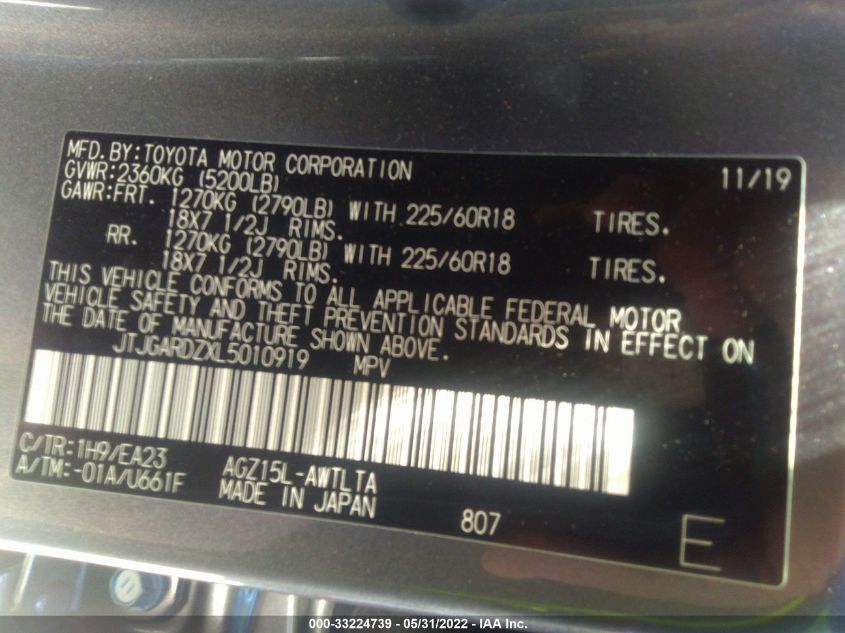 MFD. BY: TOYOTA MOTOR CORPORATION 11/19
GVWR: 2360KG (5200LB)
GAWR: FRT. 1270KG (2790LB) WITH 225/60R18 TIRES.
18X7 1/2J RIMS.
RR. 1270KG (2790LB) WITH 225/60R18 TIRES.
18X7 1/2J RIMS.
THIS VEHICLE CONFORMS TO ALL APPLICABLE FEDERAL MOTOR
VEHICLE SAFETY AND THEFT PREVENTION STANDARDS IN EFFECT ON
THE DATE OF MANUFACTURE SHOWN ABOVE.
JTJGARDZXL5010919 MPV
C/TR: 1H9/EA23 AGZ15L-AWTLTA
A/TM: -01A/U661F MADE IN JAPAN 807 E
000-33224739 - 05/31/2022 - IAA Inc.